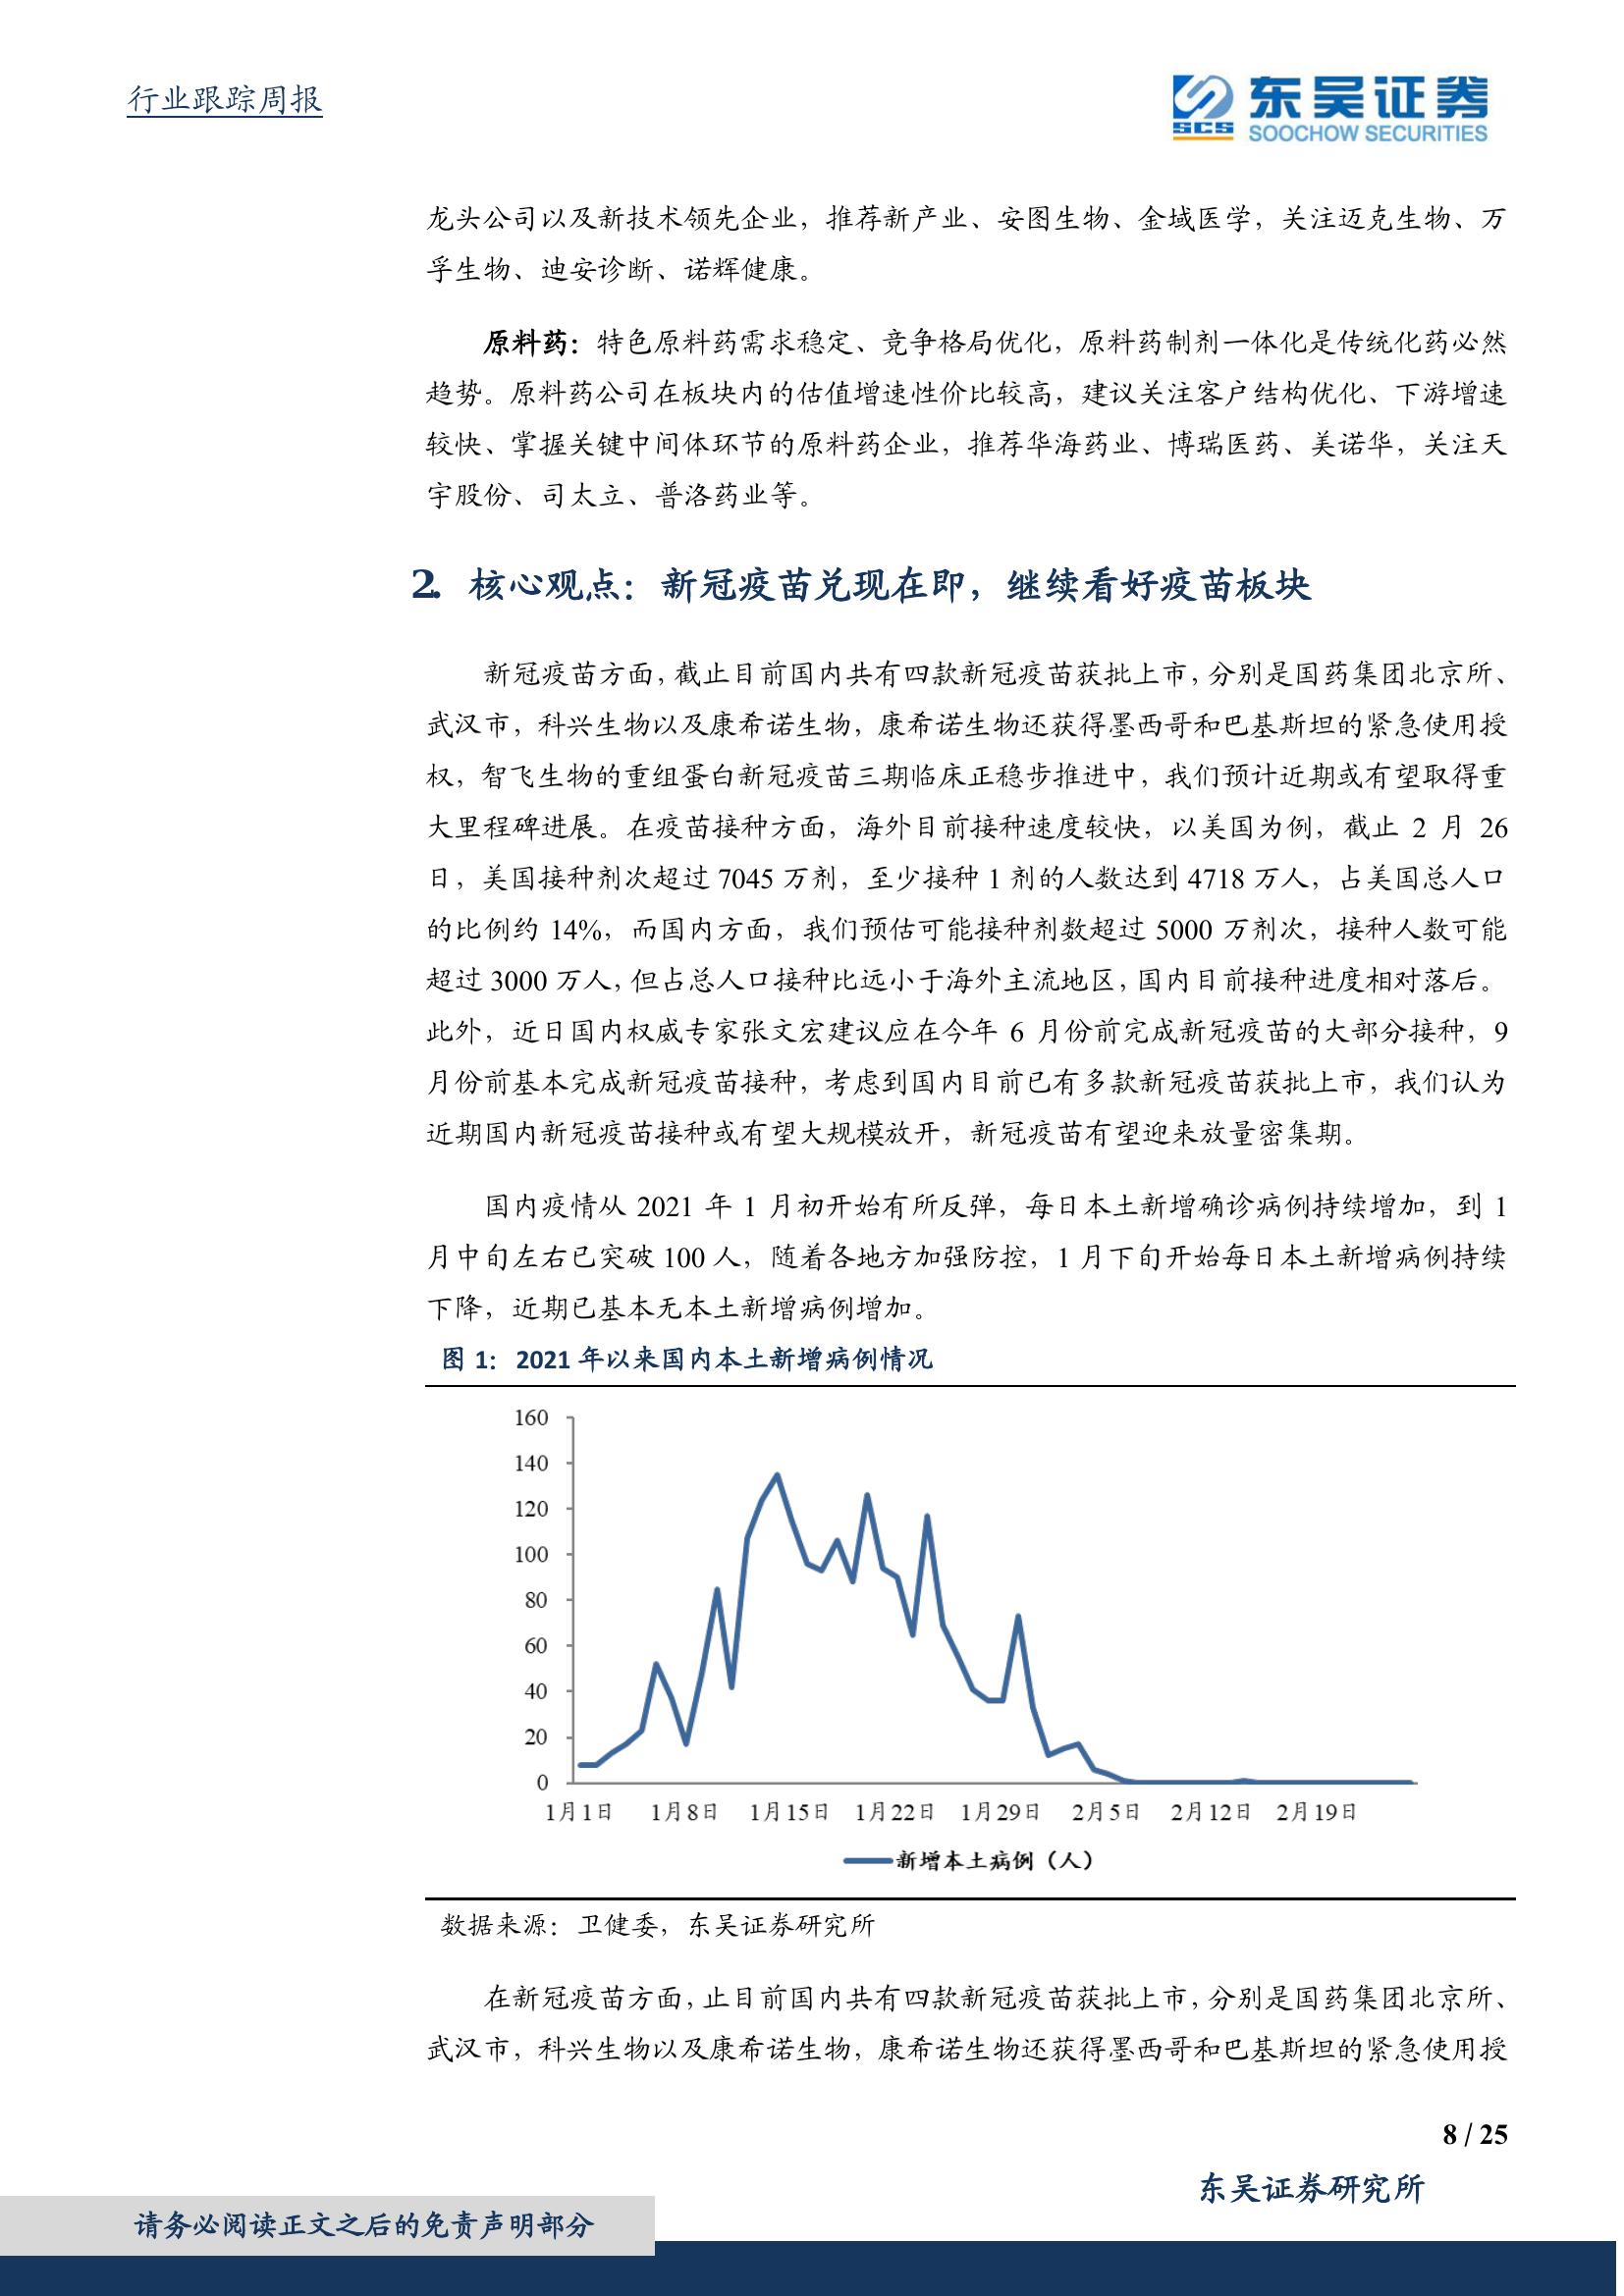 行业跟踪周报
SCS 东吴证券
SOOCHOW SECURITIES
龙头公司以及新技术领先企业，推荐新产业、安图生物、金域医学，关注迈克生物、万
孚生物、迪安诊断、诺辉健康。
原料药：特色原料药需求稳定、竞争格局优化，原料药制剂一体化是传统化药必然
趋势。原料药公司在板块内的估值增速性价比较高，建议关注客户结构优化、下游增速
较快、掌握关键中间体环节的原料药企业，推荐华海药业、博瑞医药、美诺华，关注天
宇股份、司太立、普洛药业等。
2. 核心观点：新冠疫苗兑现在即，继续看好疫苗板块
新冠疫苗方面，截止目前国内共有四款新冠疫苗获批上市，分别是国药集团北京所、
武汉市，科兴生物以及康希诺生物，康希诺生物还获得墨西哥和巴基斯坦的紧急使用授
权，智飞生物的重组蛋白新冠疫苗三期临床正稳步推进中，我们预计近期或有望取得重
大里程碑进展。在疫苗接种方面，海外目前接种速度较快，以美国为例，截止 2 月 26
日，美国接种剂次超过 7045 万剂，至少接种 1 剂的人数达到 4718 万人，占美国总人口
的比例约 14%，而国内方面，我们预估可能接种剂数超过 5000 万剂次，接种人数可能
超过 3000 万人，但占总人口接种比远小于海外主流地区，国内目前接种进度相对落后。
此外，近日国内权威专家张文宏建议应在今年 6 月份前完成新冠疫苗的大部分接种，9
月份前基本完成新冠疫苗接种，考虑到国内目前已有多款新冠疫苗获批上市，我们认为
近期国内新冠疫苗接种或有望大规模放开，新冠疫苗有望迎来放量密集期。
国内疫情从 2021 年 1 月初开始有所反弹，每日本土新增确诊病例持续增加，到 1
月中旬左右已突破 100 人，随着各地方加强防控，1 月下旬开始每日本土新增病例持续
下降，近期已基本无本土新增病例增加。
图 1：2021 年以来国内本土新增病例情况
160
140
120
100
80
60
40
20
0
1月1日 1月8日 1月15日 1月22日 1月29日 2月5日 2月12日 2月19日
新增本土病例（人）
数据来源：卫健委，东吴证券研究所
在新冠疫苗方面，止目前国内共有四款新冠疫苗获批上市，分别是国药集团北京所、
武汉市，科兴生物以及康希诺生物，康希诺生物还获得墨西哥和巴基斯坦的紧急使用授
8 / 25
东吴证券研究所
请务必阅读正文之后的免责声明部分